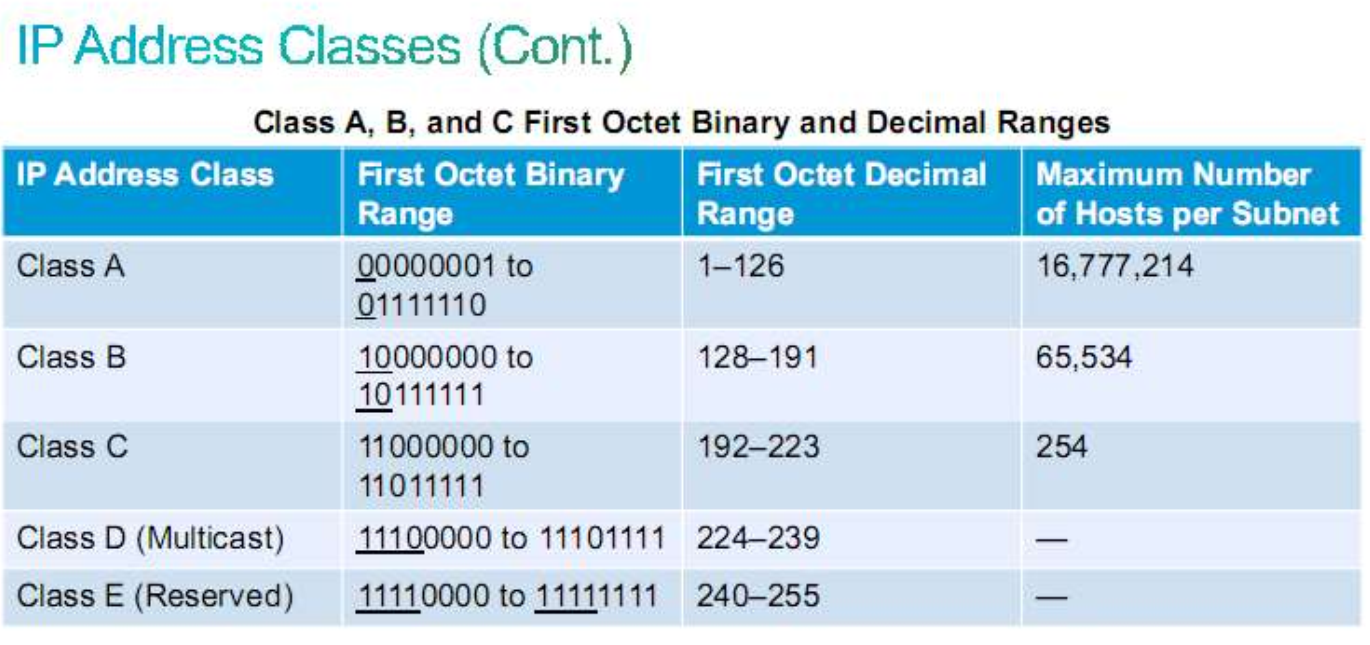 IP Address Classes (Cont.)
Class A, B, and C First Octet Binary and Decimal Ranges
IP Address Class
First Octet Binary
Range
First Octet Decimal
Range
Maximum Number
of Hosts per Subnet
Class A
00000001 to
01111110
1–126
16,777,214
Class B
10000000 to
10111111
128–191
65,534
Class C
11000000 to
11011111
192–223
254
Class D (Multicast)
11100000 to 11101111
224–239
—
Class E (Reserved)
11110000 to 11111111
240–255
—